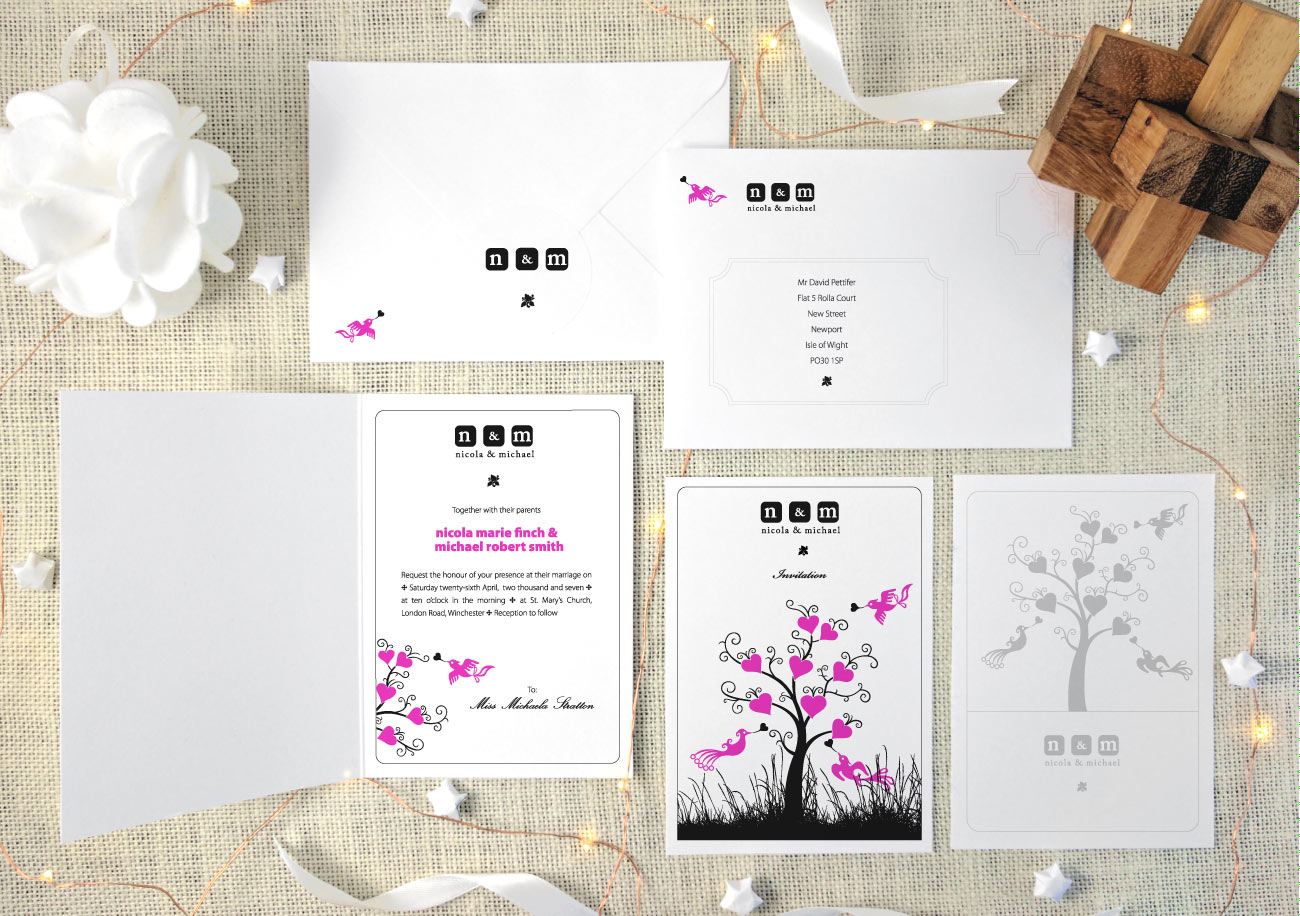 n & m
n & m
nicola & michael
Mr David Pettifer
Flat 5 Rolla Court
New Street
Newport
Isle of Wight
PO30 1SP
n & m
nicola & michael
Together with their parents
nicola marie finch &
michael robert smith
Request the honour of your presence at their marriage on
✤ Saturday twenty-sixth April, two thousand and seven ✤
at ten o'clock in the morning ✤ at St. Mary's Church,
London Road, Winchester ✤ Reception to follow
To:
Miss Michaela Stratton
n & m
nicola & michael
Invitation
n & m
nicola & michael